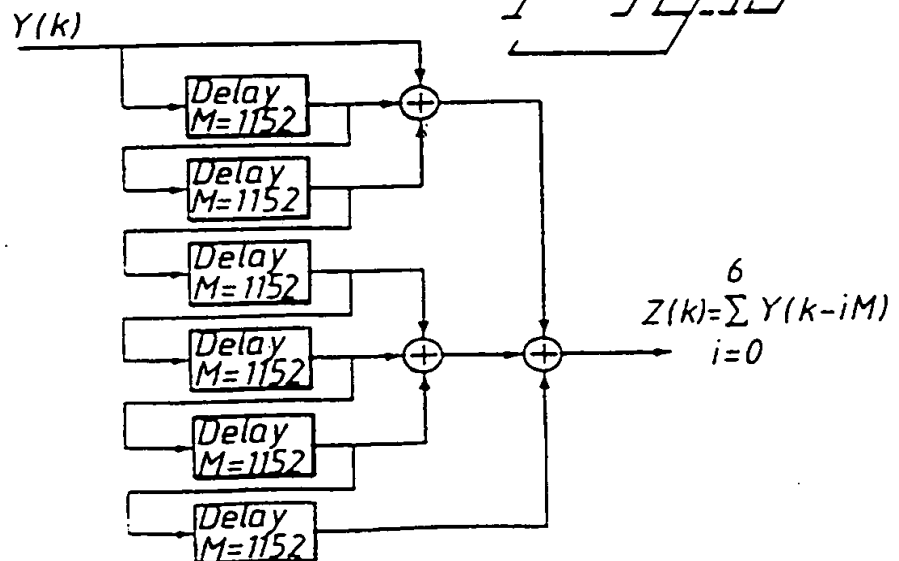 Y(k)
Delay
M=1152
Delay
M=1152
Delay
M=1152
Delay
M=1152
Delay
M=1152
Delay
M=1152
6
Z(k)=∑ Y(k-iM)
i=0